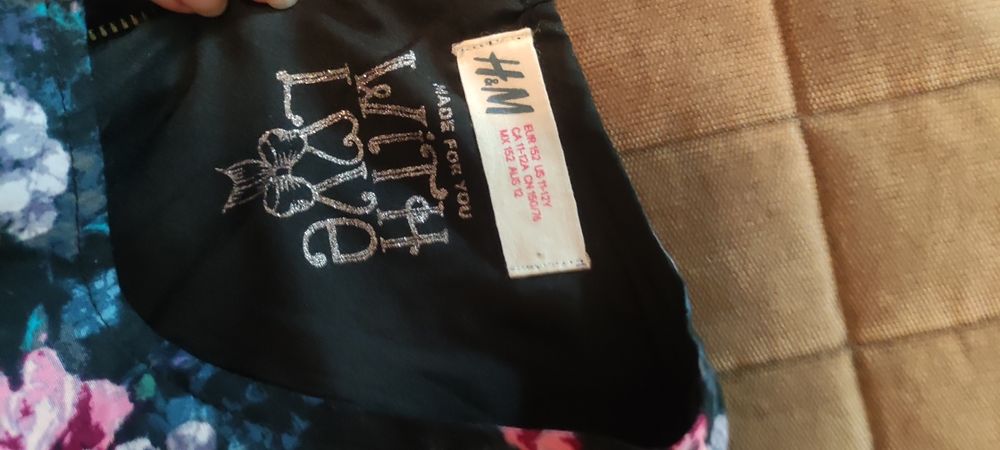 H&M
EUR 152 US 11-12Y
CA 11-12A CN 150/76
MX 152 AUS 12
MADE FOR YOU
WiTH
LOVE